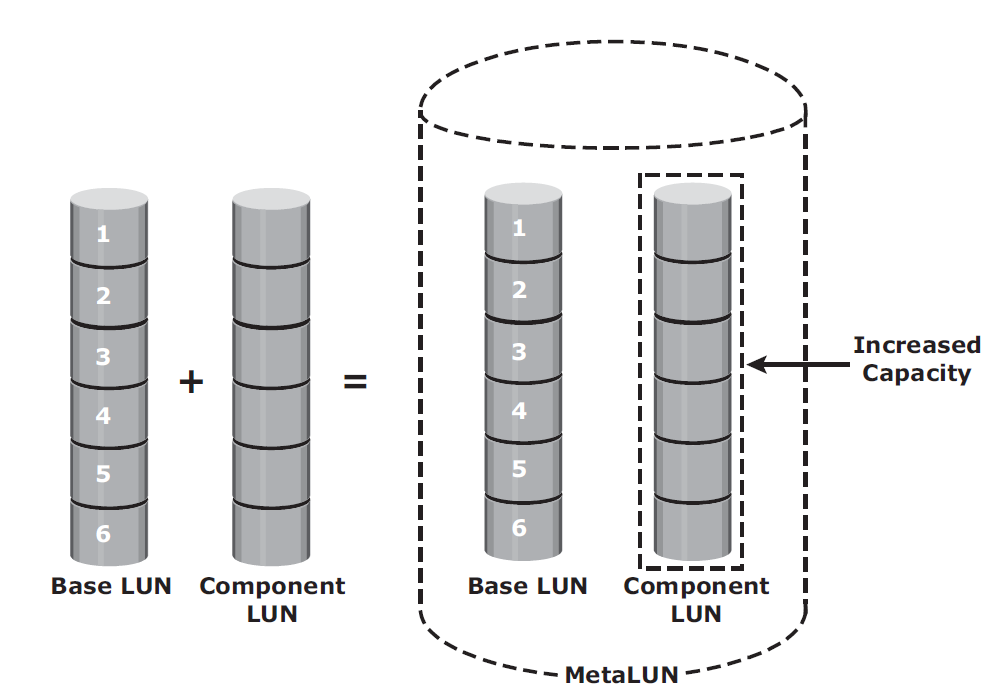 1
2
3
4
5
6
+
=
Base LUN
Component
LUN
1
2
3
4
5
6
Base LUN
Component
LUN
Increased
Capacity
MetaLUN